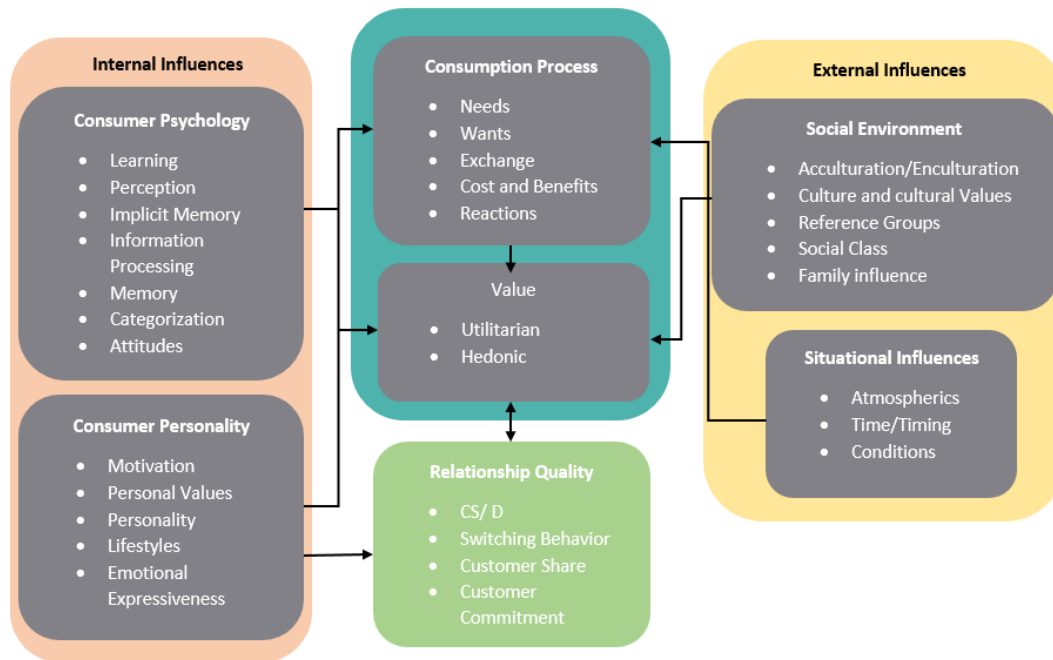 Internal Influences
Consumer Psychology
• Learning
• Perception
• Implicit Memory
• Information
Processing
• Memory
• Categorization
• Attitudes
Consumer Personality
• Motivation
• Personal Values
• Personality
• Lifestyles
• Emotional
Expressiveness
Consumption Process
• Needs
• Wants
• Exchange
• Cost and Benefits
• Reactions
Value
• Utilitarian
• Hedonic
Relationship Quality
• CS/ D
• Switching Behavior
• Customer Share
• Customer
Commitment
External Influences
Social Environment
• Acculturation/Enculturation
• Culture and cultural Values
• Reference Groups
• Social Class
• Family influence
Situational Influences
• Atmospherics
• Time/Timing
• Conditions